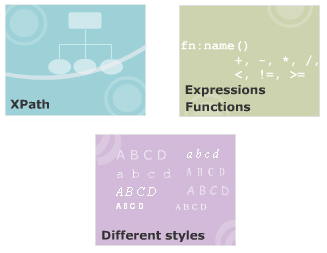 XPath
fn:name()
+, -, *, /,
<, !=, >=
Expressions
Functions
ABCD abcd
abcd ABCD
ABCD ABCD
ABCD ABCD
Different styles